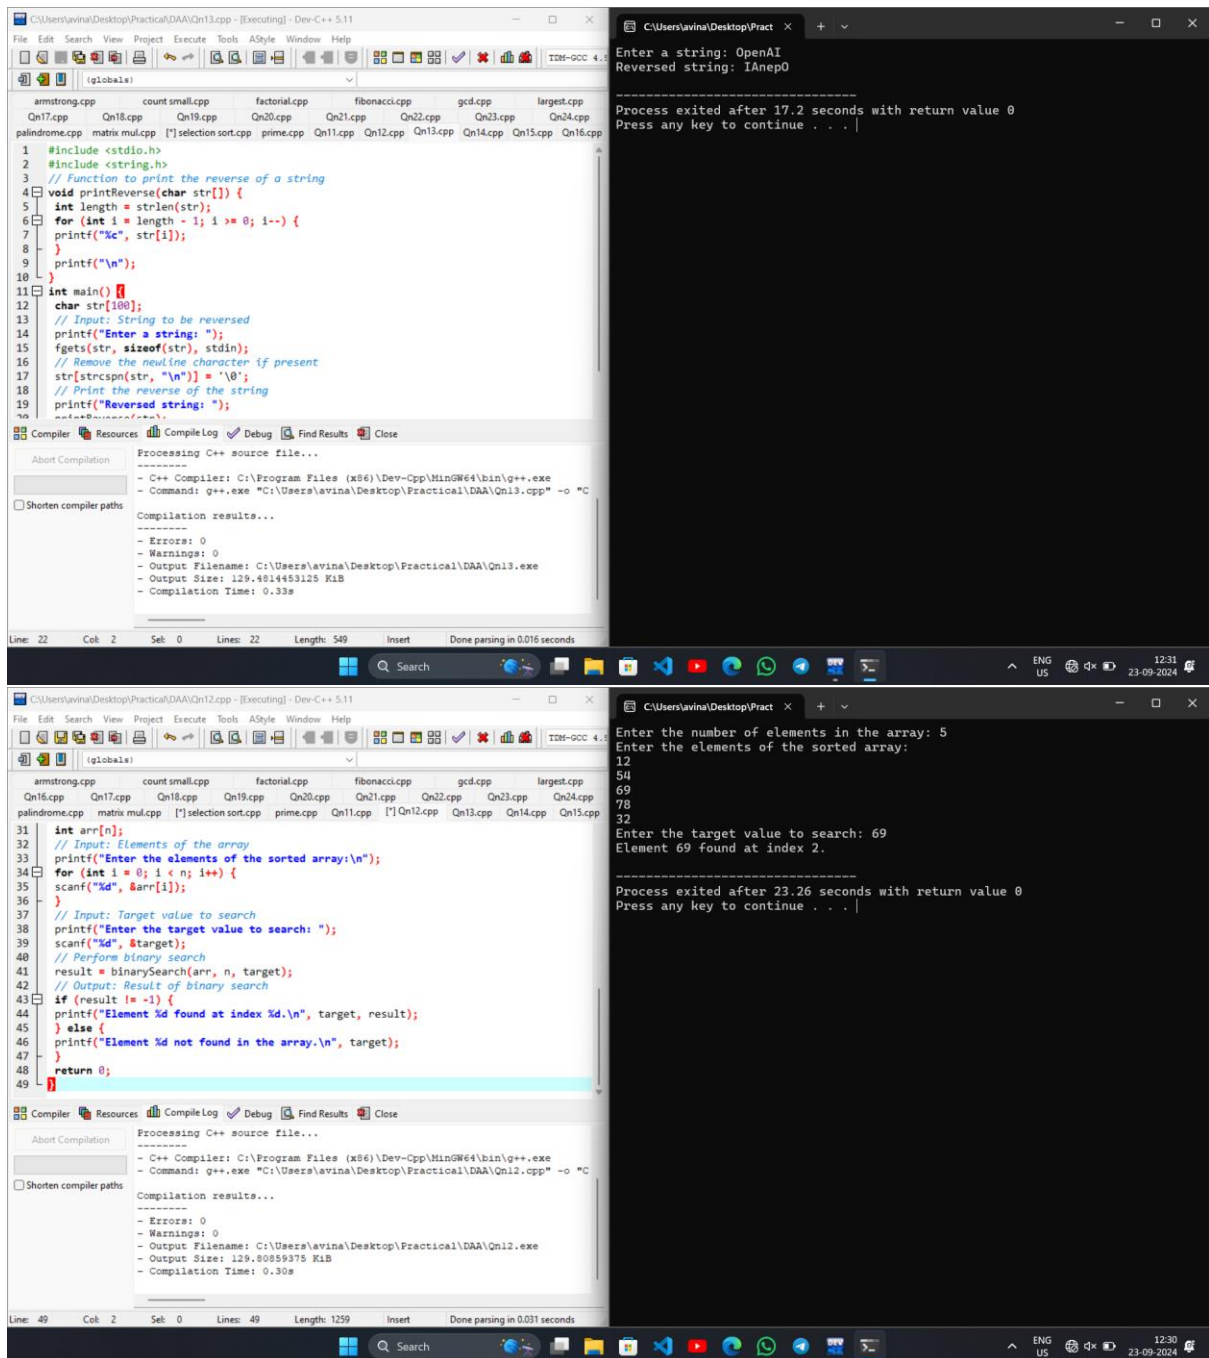 C:\Users\avina\Desktop\Practical\DAA\Qn13.cpp - [Executing] - Dev-C++ 5.11
File Edit Search View Project Execute Tools AStyle Window Help
TDM-GCC 4.9
(globals)
armstrong.cpp count small.cpp factorial.cpp fibonacci.cpp gcd.cpp largest.cpp
Qn17.cpp Qn18.cpp Qn19.cpp Qn20.cpp Qn21.cpp Qn22.cpp Qn23.cpp Qn24.cpp
palindrome.cpp matrix mul.cpp [*] selection sort.cpp prime.cpp Qn11.cpp Qn12.cpp Qn13.cpp Qn14.cpp Qn15.cpp Qn16.cpp
1 #include <stdio.h>
2 #include <string.h>
3 // Function to print the reverse of a string
4 void printReverse(char str[]) {
5 int length = strlen(str);
6 for (int i = length - 1; i >= 0; i--) {
7 printf("%c", str[i]);
8 }
9 printf("\n");
10 }
11 int main() {
12 char str[100];
13 // Input: String to be reversed
14 printf("Enter a string: ");
15 fgets(str, sizeof(str), stdin);
16 // Remove the newline character if present
17 str[strcspn(str, "\n")] = '\0';
18 // Print the reverse of the string
19 printf("Reversed string: ");
20 printReverse(str);
Compiler Resources Compile Log Debug Find Results Close
Abort Compilation
Shorten compiler paths
Processing C++ source file...
--------
- C++ Compiler: C:\Program Files (x86)\Dev-Cpp\MinGW64\bin\g++.exe
- Command: g++.exe "C:\Users\avina\Desktop\Practical\DAA\Qn13.cpp" -o "C
Compilation results...
--------
- Errors: 0
- Warnings: 0
- Output Filename: C:\Users\avina\Desktop\Practical\DAA\Qn13.exe
- Output Size: 129.4814453125 KiB
- Compilation Time: 0.33s
Line: 22 Col: 2 Sel: 0 Lines: 22 Length: 549 Insert Done parsing in 0.016 seconds
C:\Users\avina\Desktop\Pract
Enter a string: OpenAI
Reversed string: IAnepO
--------------------------------
Process exited after 17.2 seconds with return value 0
Press any key to continue . . .
Search
ENG US
12:31
23-09-2024
C:\Users\avina\Desktop\Practical\DAA\Qn12.cpp - [Executing] - Dev-C++ 5.11
File Edit Search View Project Execute Tools AStyle Window Help
TDM-GCC 4.9
(globals)
armstrong.cpp count small.cpp factorial.cpp fibonacci.cpp gcd.cpp largest.cpp
Qn16.cpp Qn17.cpp Qn18.cpp Qn19.cpp Qn20.cpp Qn21.cpp Qn22.cpp Qn23.cpp Qn24.cpp
palindrome.cpp matrix mul.cpp [*] selection sort.cpp prime.cpp Qn11.cpp [*] Qn12.cpp Qn13.cpp Qn14.cpp Qn15.cpp
31 int arr[n];
32 // Input: Elements of the array
33 printf("Enter the elements of the sorted array:\n");
34 for (int i = 0; i < n; i++) {
35 scanf("%d", &arr[i]);
36 }
37 // Input: Target value to search
38 printf("Enter the target value to search: ");
39 scanf("%d", &target);
40 // Perform binary search
41 result = binarySearch(arr, n, target);
42 // Output: Result of binary search
43 if (result != -1) {
44 printf("Element %d found at index %d.\n", target, result);
45 } else {
46 printf("Element %d not found in the array.\n", target);
47 }
48 return 0;
49 }
Compiler Resources Compile Log Debug Find Results Close
Abort Compilation
Shorten compiler paths
Processing C++ source file...
--------
- C++ Compiler: C:\Program Files (x86)\Dev-Cpp\MinGW64\bin\g++.exe
- Command: g++.exe "C:\Users\avina\Desktop\Practical\DAA\Qn12.cpp" -o "C
Compilation results...
--------
- Errors: 0
- Warnings: 0
- Output Filename: C:\Users\avina\Desktop\Practical\DAA\Qn12.exe
- Output Size: 129.80859375 KiB
- Compilation Time: 0.30s
Line: 49 Col: 2 Sel: 0 Lines: 49 Length: 1259 Insert Done parsing in 0.031 seconds
C:\Users\avina\Desktop\Pract
Enter the number of elements in the array: 5
Enter the elements of the sorted array:
12
54
69
78
32
Enter the target value to search: 69
Element 69 found at index 2.
--------------------------------
Process exited after 23.26 seconds with return value 0
Press any key to continue . . .
Search
ENG US
12:30
23-09-2024